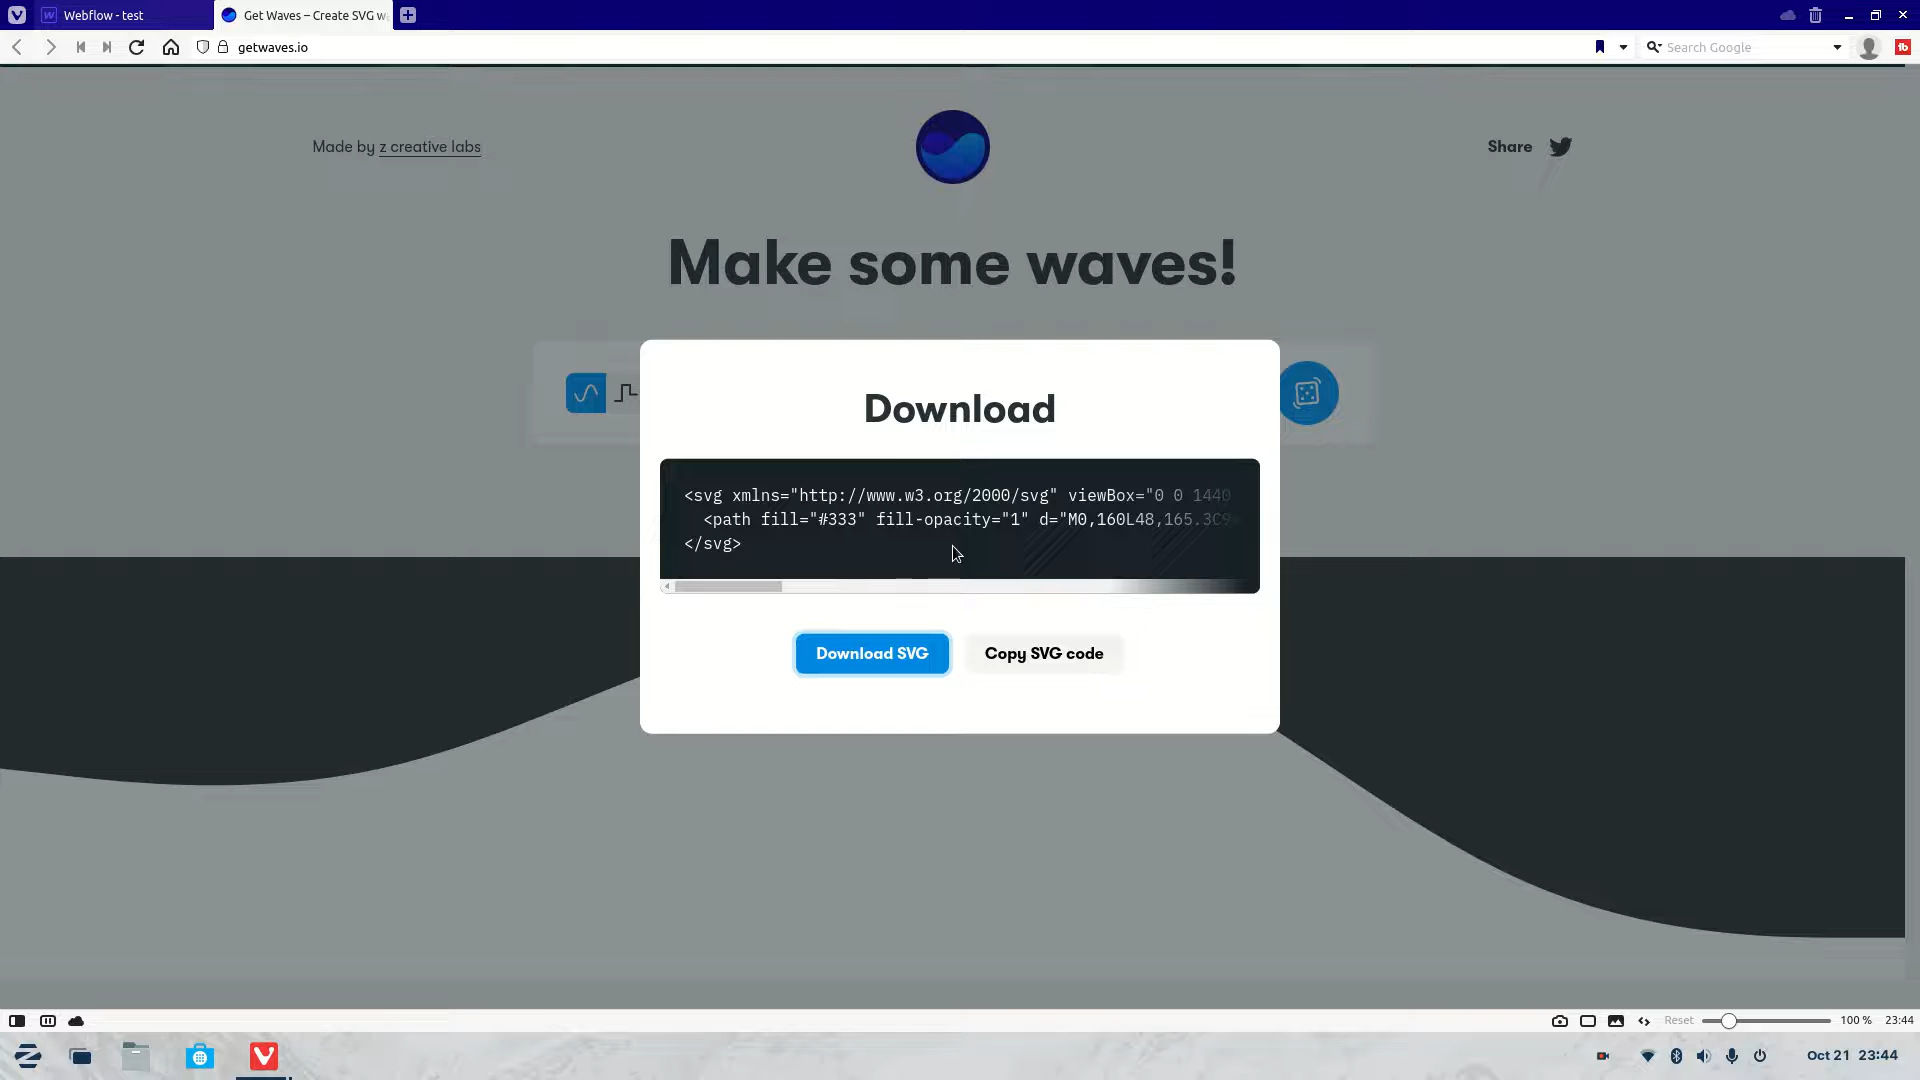 Webflow - test
Get Waves – Create SVG w
getwaves.io
Search Google
Made by z creative labs
Share
Make some waves!
Download
<svg xmlns="http://www.w3.org/2000/svg" viewBox="0 0 1440
<path fill="#333" fill-opacity="1" d="M0,160L48,165.3C9
</svg>
Download SVG
Copy SVG code
Reset
100 %
23:44
Oct 21 23:44